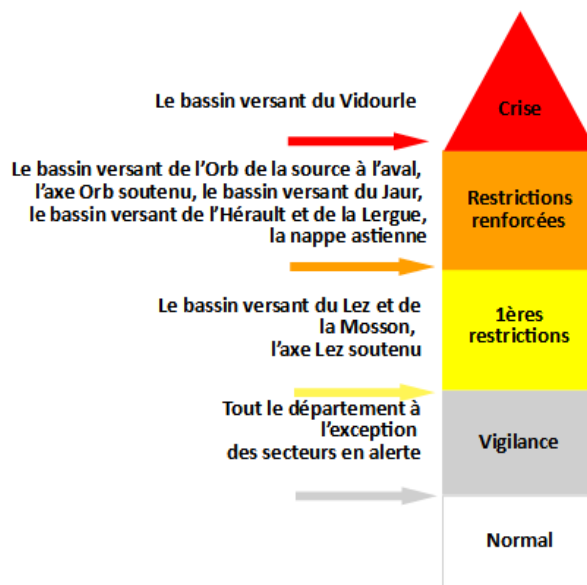 Le bassin versant du Vidourle
Crise
Le bassin versant de l'Orb de la source à l'aval,
l'axe Orb soutenu, le bassin versant du Jaur,
le bassin versant de l'Hérault et de la Lergue,
la nappe astienne
Restrictions
renforcées
Le bassin versant du Lez et de
la Mosson,
l'axe Lez soutenu
1ères
restrictions
Tout le département à
l'exception
des secteurs en alerte
Vigilance
Normal